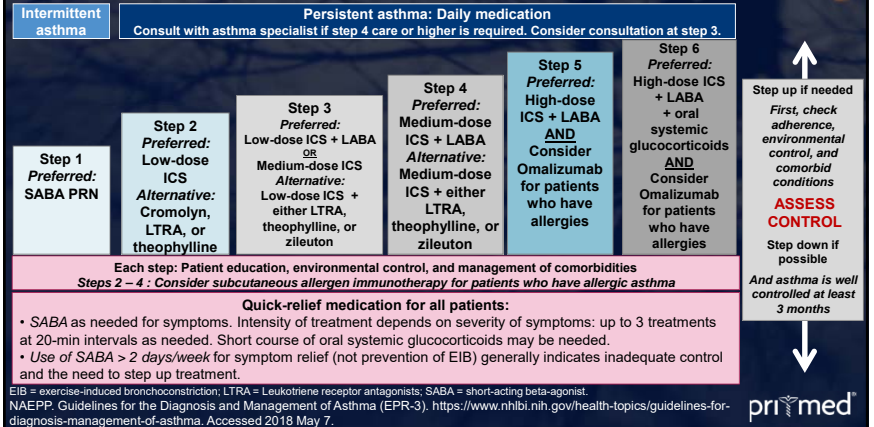 Intermittent
asthma
Persistent asthma: Daily medication
Consult with asthma specialist if step 4 care or higher is required. Consider consultation at step 3.
Step 1
Preferred:
SABA PRN
Step 2
Preferred:
Low-dose
ICS
Alternative:
Cromolyn,
LTRA, or
theophylline
Step 3
Preferred:
Low-dose ICS + LABA
OR
Medium-dose ICS
Alternative:
Low-dose ICS +
either LTRA,
theophylline, or
zileuton
Step 4
Preferred:
Medium-dose
ICS + LABA
Alternative:
Medium-dose
ICS + either
LTRA,
theophylline, or
zileuton
Step 5
Preferred:
High-dose
ICS + LABA
AND
Consider
Omalizumab
for patients
who have
allergies
Step 6
Preferred:
High-dose ICS
+ LABA
+ oral
systemic
glucocorticoids
AND
Consider
Omalizumab
for patients
who have
allergies
Step up if needed
First, check
adherence,
environmental
control, and
comorbid
conditions
ASSESS
CONTROL
Step down if
possible
And asthma is well
controlled at least
3 months
Each step: Patient education, environmental control, and management of comorbidities
Steps 2 – 4 : Consider subcutaneous allergen immunotherapy for patients who have allergic asthma
Quick-relief medication for all patients:
• SABA as needed for symptoms. Intensity of treatment depends on severity of symptoms: up to 3 treatments
at 20-min intervals as needed. Short course of oral systemic glucocorticoids may be needed.
• Use of SABA > 2 days/week for symptom relief (not prevention of EIB) generally indicates inadequate control
and the need to step up treatment.
EIB = exercise-induced bronchoconstriction; LTRA = Leukotriene receptor antagonists; SABA = short-acting beta-agonist.
NAEPP. Guidelines for the Diagnosis and Management of Asthma (EPR-3). https://www.nhlbi.nih.gov/health-topics/guidelines-for-
diagnosis-management-of-asthma. Accessed 2018 May 7.
primed®